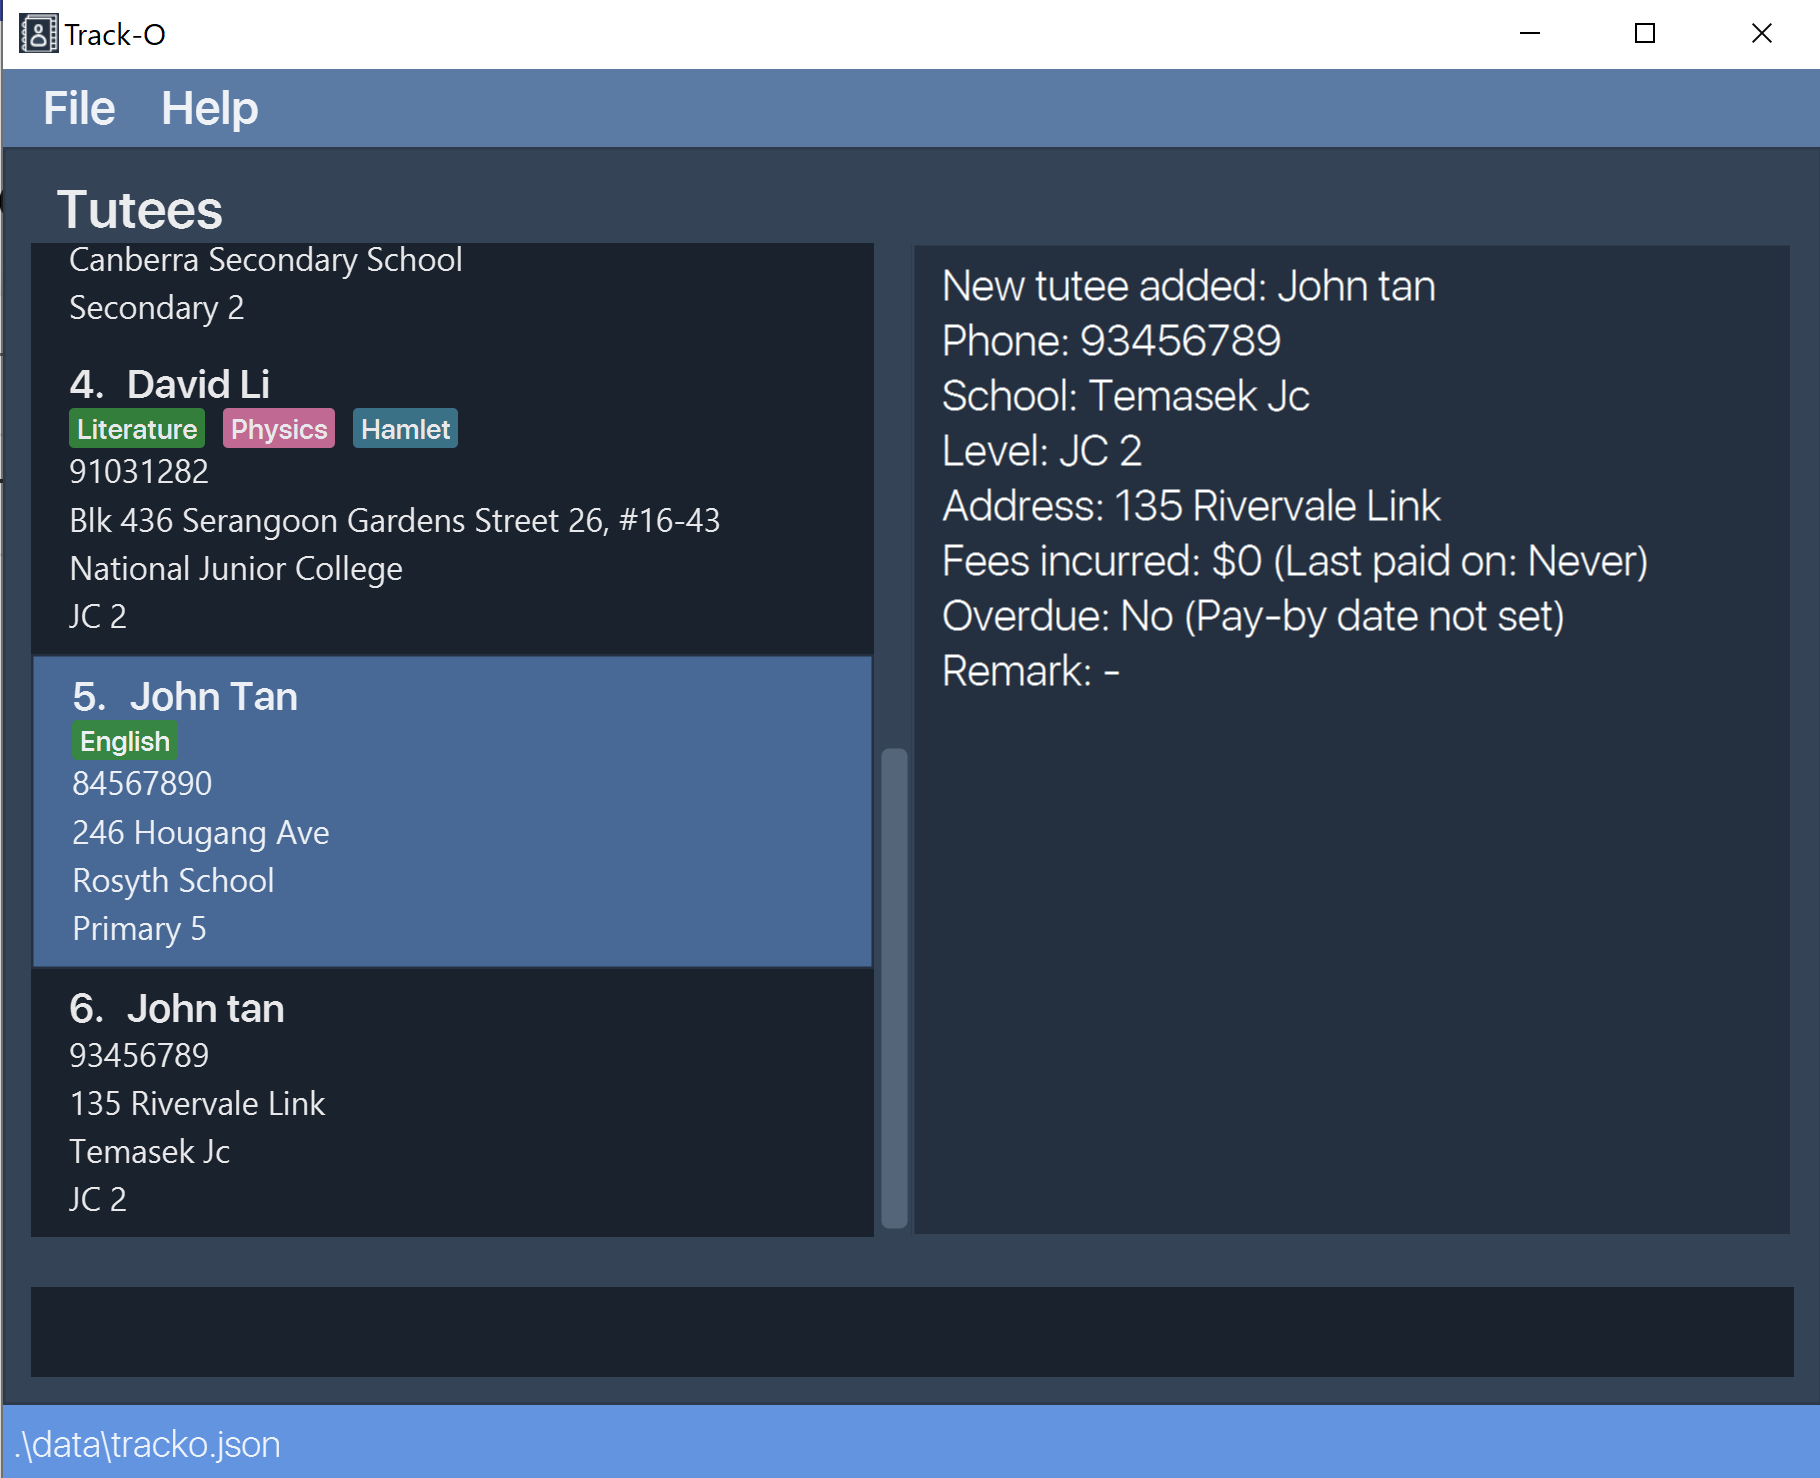 Track-O
File Help
Tutees
Canberra Secondary School
Secondary 2
4. David Li
Literature Physics Hamlet
91031282
Blk 436 Serangoon Gardens Street 26, #16-43
National Junior College
JC 2
5. John Tan
English
84567890
246 Hougang Ave
Rosyth School
Primary 5
6. John tan
93456789
135 Rivervale Link
Temasek Jc
JC 2
New tutee added: John tan
Phone: 93456789
School: Temasek Jc
Level: JC 2
Address: 135 Rivervale Link
Fees incurred: $0 (Last paid on: Never)
Overdue: No (Pay-by date not set)
Remark: -
.\data\tracko.json